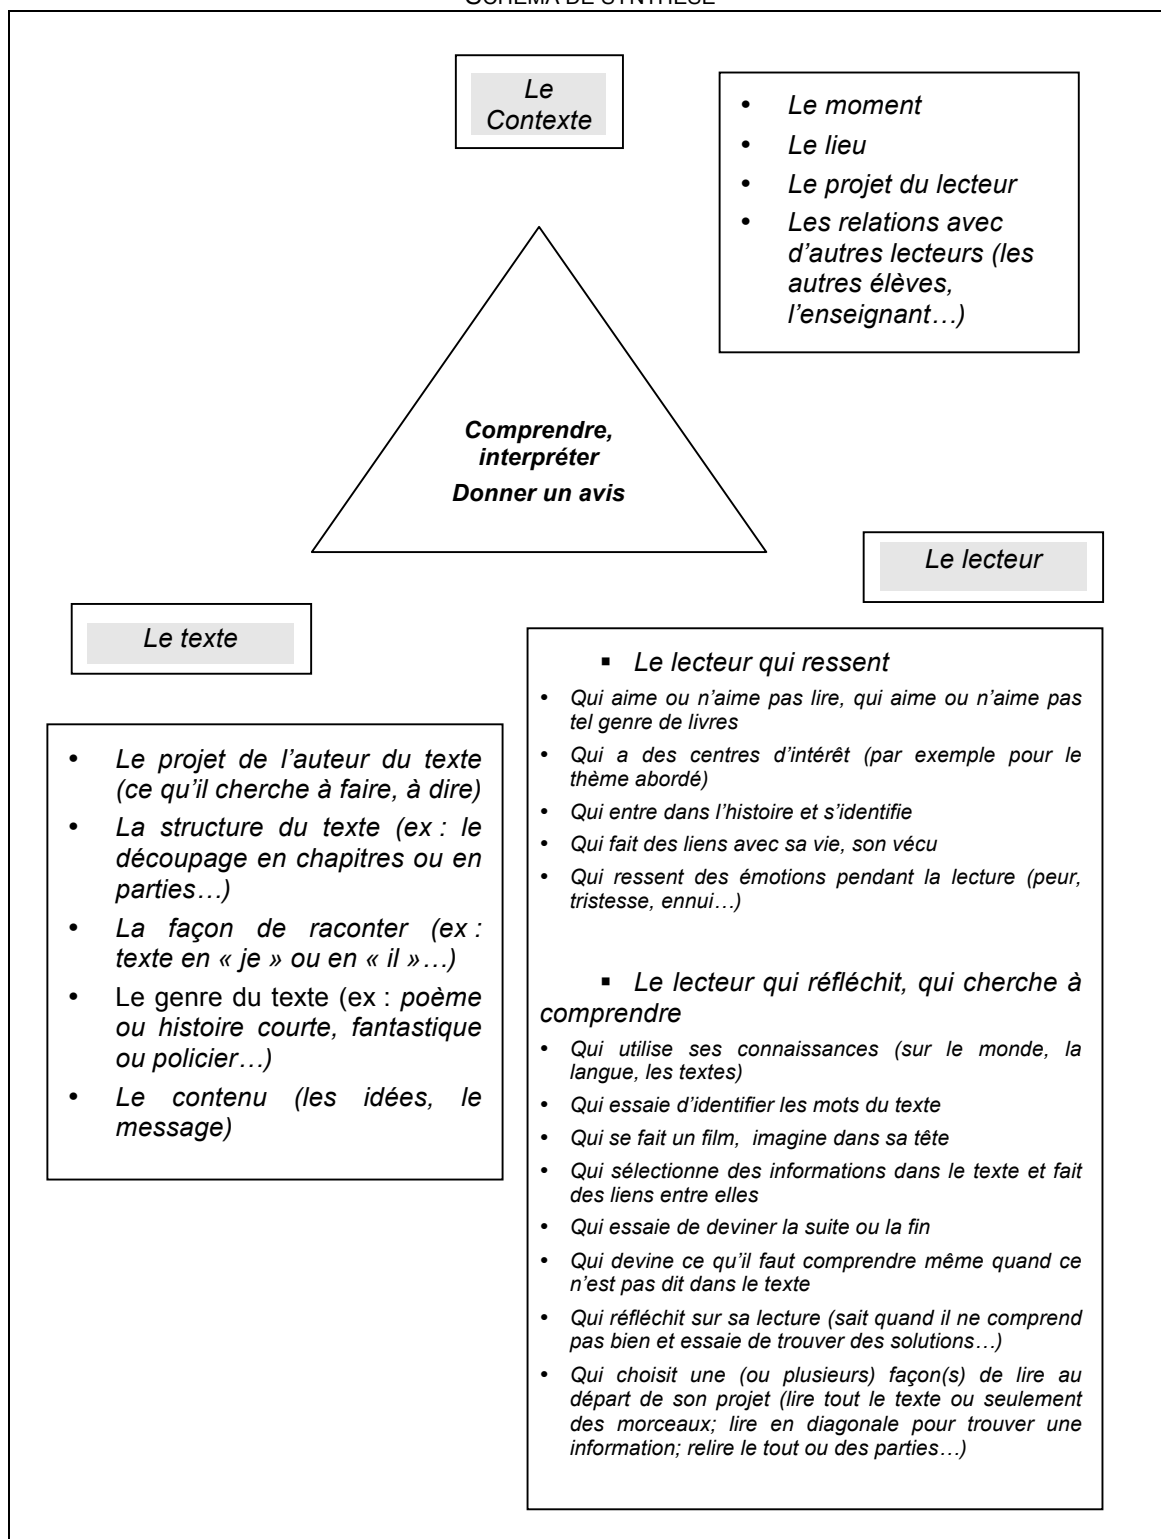 SCHÉMA DE SYNTHÈSE
Le
Contexte
• Le moment
• Le lieu
• Le projet du lecteur
• Les relations avec
d’autres lecteurs (les
autres élèves,
l’enseignant…)
Comprendre,
interpréter
Donner un avis
Le lecteur
Le texte
• Le projet de l’auteur du texte
(ce qu’il cherche à faire, à dire)
• La structure du texte (ex : le
découpage en chapitres ou en
parties…)
• La façon de raconter (ex :
texte en « je » ou en « il »…)
• Le genre du texte (ex : poème
ou histoire courte, fantastique
ou policier…)
• Le contenu (les idées, le
message)
▪ Le lecteur qui ressent
• Qui aime ou n’aime pas lire, qui aime ou n’aime pas
tel genre de livres
• Qui a des centres d’intérêt (par exemple pour le
thème abordé)
• Qui entre dans l’histoire et s’identifie
• Qui fait des liens avec sa vie, son vécu
• Qui ressent des émotions pendant la lecture (peur,
tristesse, ennui…)
▪ Le lecteur qui réfléchit, qui cherche à
comprendre
• Qui utilise ses connaissances (sur le monde, la
langue, les textes)
• Qui essaie d’identifier les mots du texte
• Qui se fait un film, imagine dans sa tête
• Qui sélectionne des informations dans le texte et fait
des liens entre elles
• Qui essaie de deviner la suite ou la fin
• Qui devine ce qu’il faut comprendre même quand ce
n’est pas dit dans le texte
• Qui réfléchit sur sa lecture (sait quand il ne comprend
pas bien et essaie de trouver des solutions…)
• Qui choisit une (ou plusieurs) façon(s) de lire au
départ de son projet (lire tout le texte ou seulement
des morceaux; lire en diagonale pour trouver une
information; relire le tout ou des parties…)